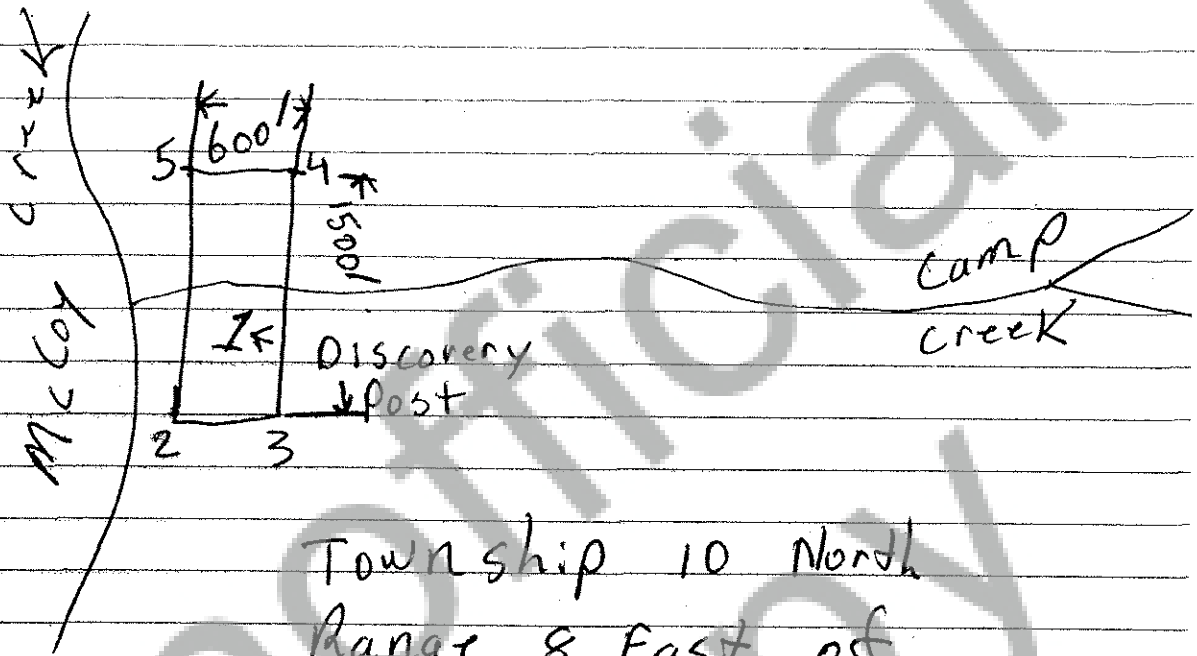 600'
5
4
1500'
McCoy
Camp
Creek
1
Discovery
Post
2
3
Township 10 North
Range 8 East of
official